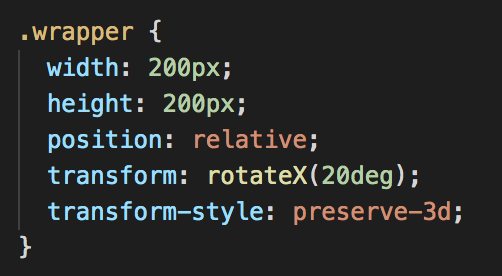 .wrapper {
  width: 200px;
  height: 200px;
  position: relative;
  transform: rotateX(20deg);
  transform-style: preserve-3d;
}